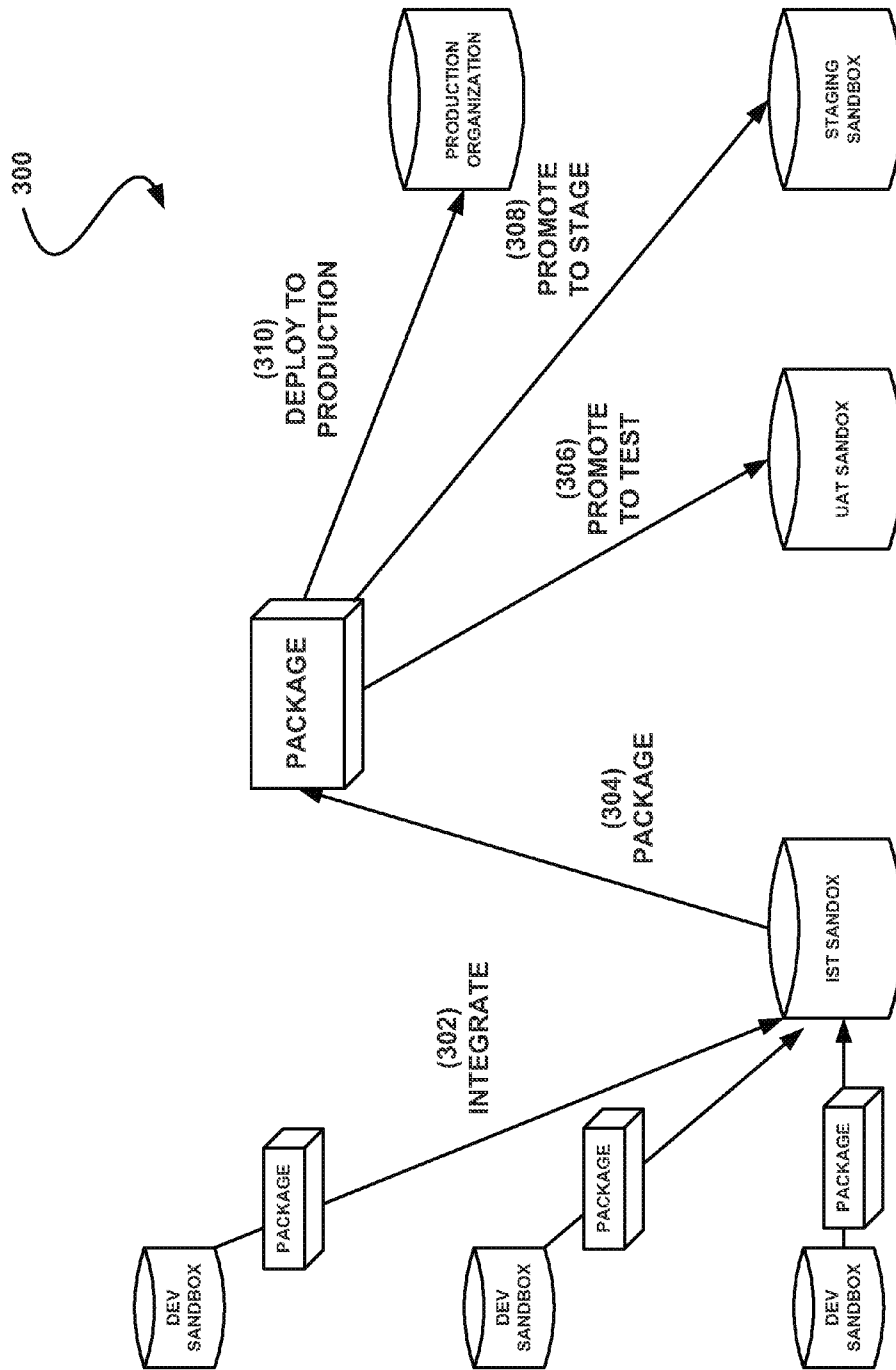 300
DEV
SANDBOX
PACKAGE
DEV
SANDBOX
PACKAGE
DEV
SANDBOX
PACKAGE
(302)
INTEGRATE
IST SANDOX
(304)
PACKAGE
PACKAGE
(306)
PROMOTE
TO TEST
UAT SANDOX
(308)
PROMOTE
TO STAGE
STAGING
SANDBOX
(310)
DEPLOY TO
PRODUCTION
PRODUCTION
ORGANIZATION